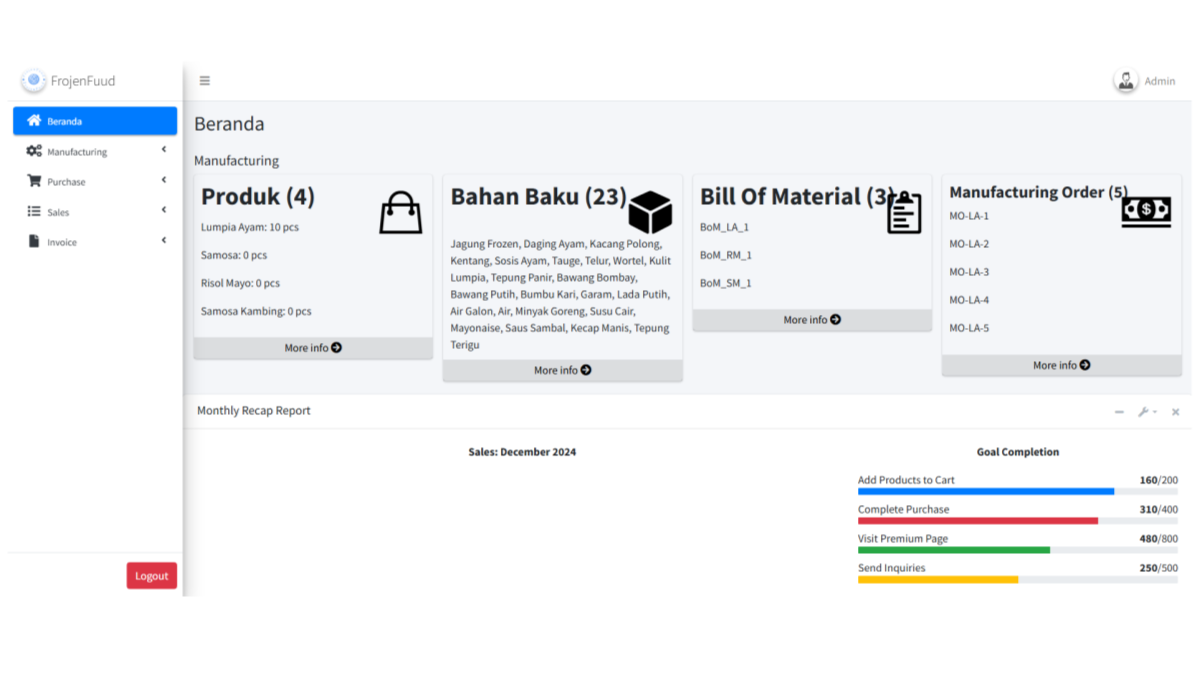 FrojenFuud
Admin
Beranda
Manufacturing
Purchase
Sales
Invoice
Logout
Beranda
Manufacturing
Produk (4)
Lumpia Ayam: 10 pcs
Samosa: 0 pcs
Risol Mayo: 0 pcs
Samosa Kambing: 0 pcs
More info
Bahan Baku (23)
Jagung Frozen, Daging Ayam, Kacang Polong,
Kentang, Sosis Ayam, Tauge, Telur, Wortel, Kulit
Lumpia, Tepung Panir, Bawang Bombay,
Bawang Putih, Bumbu Kari, Garam, Lada Putih,
Air Galon, Air, Minyak Goreng, Susu Cair,
Mayonaise, Saus Sambal, Kecap Manis, Tepung
Terigu
More info
Bill Of Material (3)
BoM_LA_1
BoM_RM_1
BoM_SM_1
More info
Manufacturing Order (5)
MO-LA-1
MO-LA-2
MO-LA-3
MO-LA-4
MO-LA-5
More info
Monthly Recap Report
Sales: December 2024
Goal Completion
Add Products to Cart 160/200
Complete Purchase 310/400
Visit Premium Page 480/800
Send Inquiries 250/500